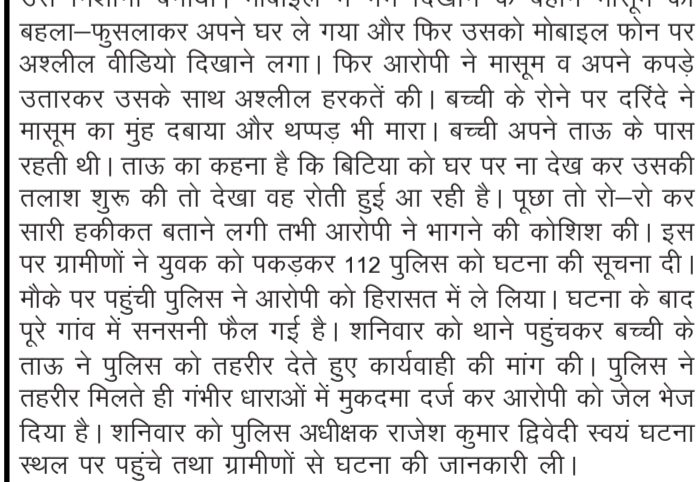 बहला–फुसलाकर अपने घर ले गया और फिर उसको मोबाइल फोन पर
अश्लील वीडियो दिखाने लगा। फिर आरोपी ने मासूम व अपने कपड़े
उतारकर उसके साथ अश्लील हरकतें की। बच्ची के रोने पर दरिंदे ने
मासूम का मुंह दबाया और थप्पड़ भी मारा। बच्ची अपने ताऊ के पास
रहती थी। ताऊ का कहना है कि बिटिया को घर पर ना देख कर उसकी
तलाश शुरू की तो देखा वह रोती हुई आ रही है। पूछा तो रो–रो कर
सारी हकीकत बताने लगी तभी आरोपी ने भागने की कोशिश की। इस
पर ग्रामीणों ने युवक को पकड़कर 112 पुलिस को घटना की सूचना दी।
मौके पर पहुंची पुलिस ने आरोपी को हिरासत में ले लिया। घटना के बाद
पूरे गांव में सनसनी फैल गई है। शनिवार को थाने पहुंचकर बच्ची के
ताऊ ने पुलिस को तहरीर देते हुए कार्यवाही की मांग की। पुलिस ने
तहरीर मिलते ही गंभीर धाराओं में मुकदमा दर्ज कर आरोपी को जेल भेज
दिया है। शनिवार को पुलिस अधीक्षक राजेश कुमार द्विवेदी स्वयं घटना
स्थल पर पहुंचे तथा ग्रामीणों से घटना की जानकारी ली।